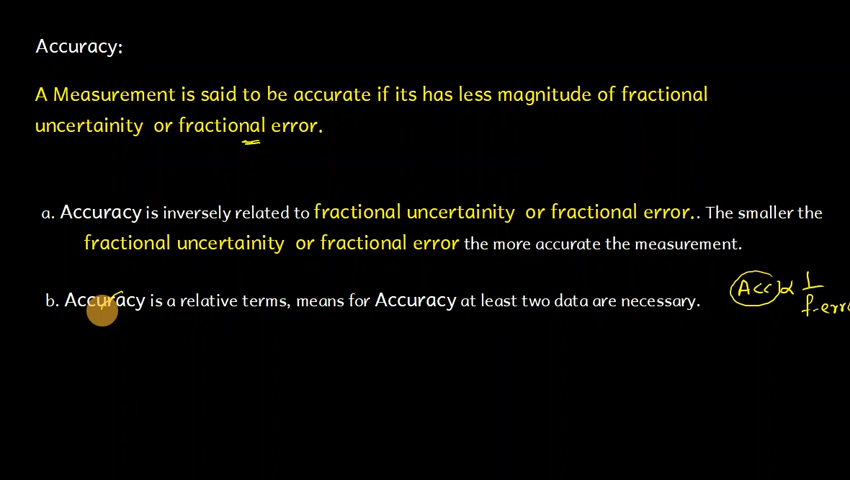 Accuracy:
A Measurement is said to be accurate if its has less magnitude of fractional
uncertainity or fractional error.
a. Accuracy is inversely related to fractional uncertainity or fractional error.. The smaller the
fractional uncertainity or fractional error the more accurate the measurement.
b. Accuracy is a relative terms, means for Accuracy at least two data are necessary.
Acc ∝ 1
f-erro